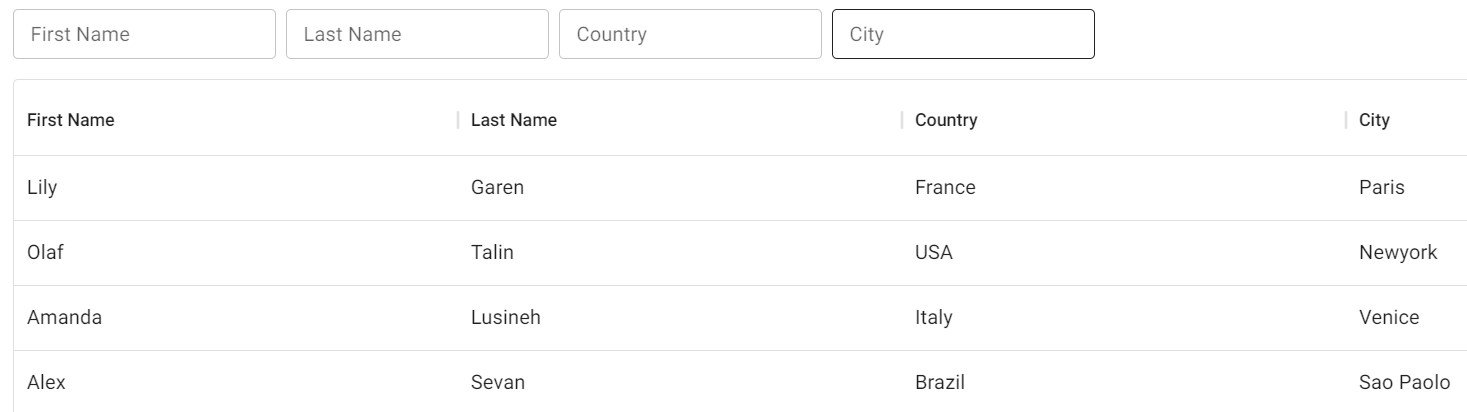 First Name Last Name Country City
First Name Last Name Country City
Lily Garen France Paris
Olaf Talin USA Newyork
Amanda Lusineh Italy Venice
Alex Sevan Brazil Sao Paolo